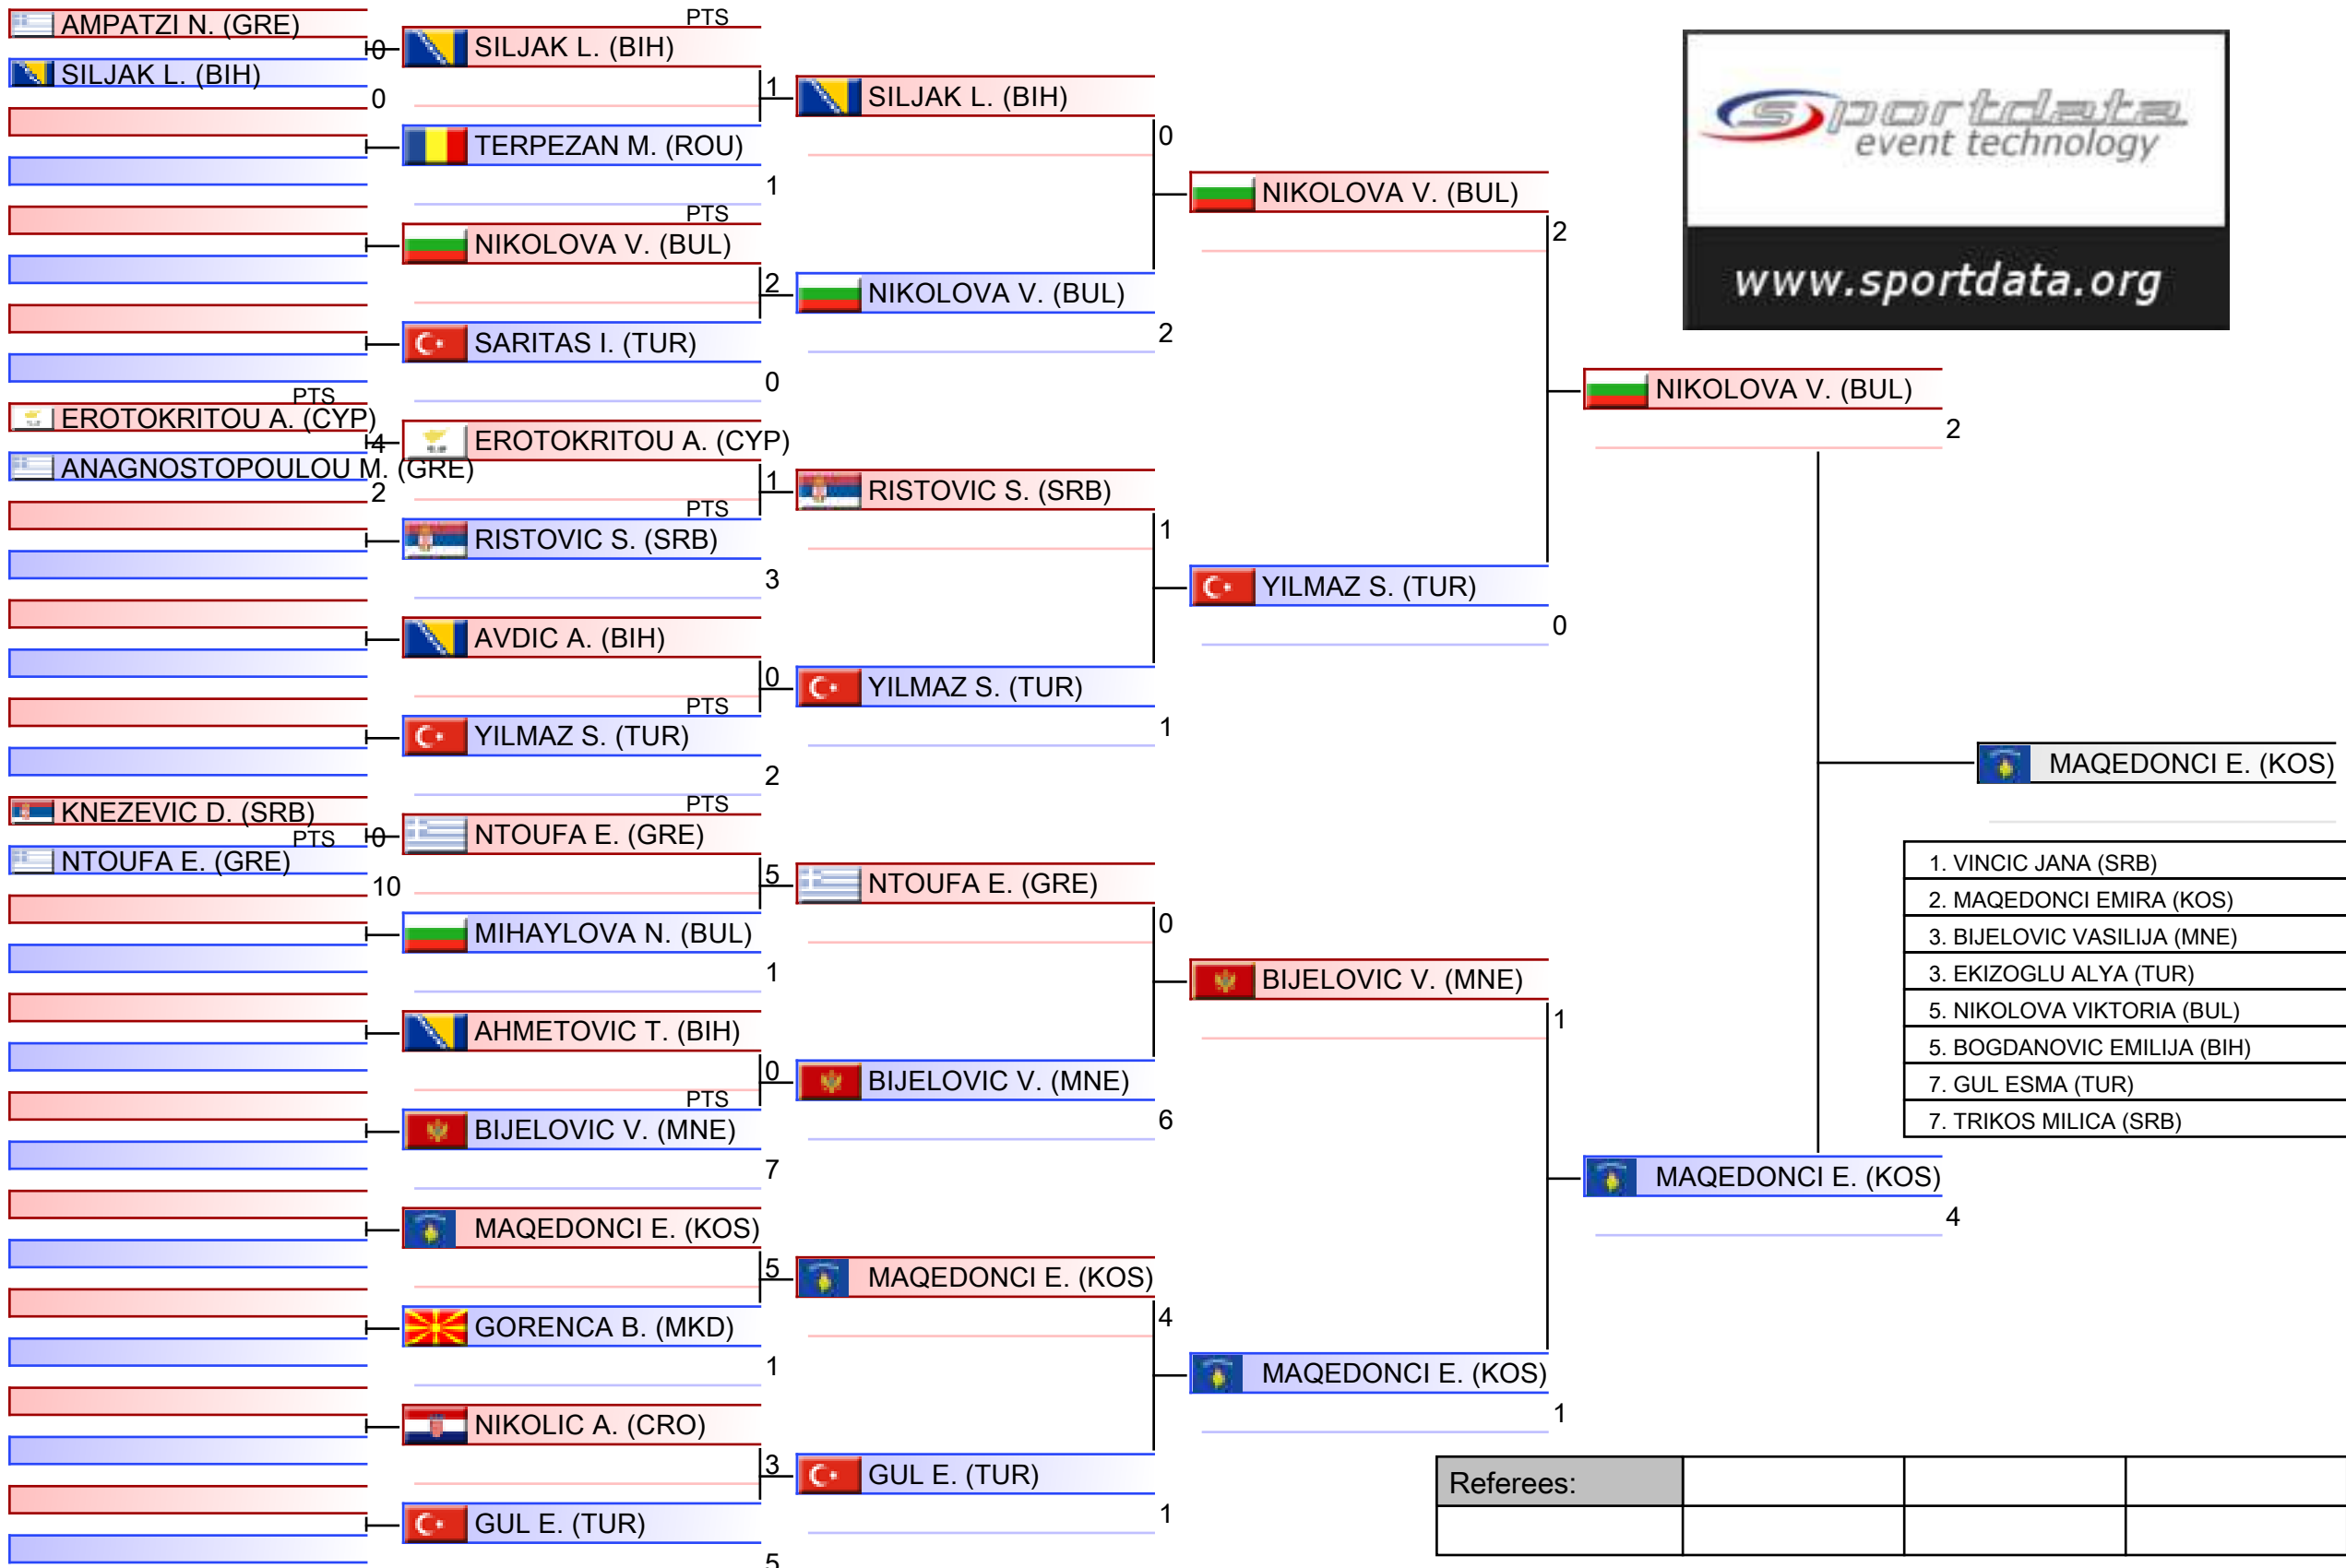 AMPATZI N. (GRE)
0
SILJAK L. (BIH)
0
PTS
EROTOKRITOU A. (CYP)
4
ANAGNOSTOPOULOU M. (GRE)
2
KNEZEVIC D. (SRB)
PTS
0
NTOUFA E. (GRE)
10
PTS
SILJAK L. (BIH)
1
TERPEZAN M. (ROU)
1
PTS
NIKOLOVA V. (BUL)
2
SARITAS I. (TUR)
0
EROTOKRITOU A. (CYP)
1
PTS
RISTOVIC S. (SRB)
3
AVDIC A. (BIH)
0
PTS
YILMAZ S. (TUR)
2
PTS
NTOUFA E. (GRE)
5
MIHAYLOVA N. (BUL)
1
AHMETOVIC T. (BIH)
0
PTS
BIJELOVIC V. (MNE)
7
MAQEDONCI E. (KOS)
5
GORENCA B. (MKD)
1
NIKOLIC A. (CRO)
3
GUL E. (TUR)
5
SILJAK L. (BIH)
0
NIKOLOVA V. (BUL)
2
RISTOVIC S. (SRB)
1
YILMAZ S. (TUR)
1
NTOUFA E. (GRE)
0
BIJELOVIC V. (MNE)
6
MAQEDONCI E. (KOS)
4
GUL E. (TUR)
1
NIKOLOVA V. (BUL)
2
YILMAZ S. (TUR)
0
BIJELOVIC V. (MNE)
1
MAQEDONCI E. (KOS)
1
NIKOLOVA V. (BUL)
2
MAQEDONCI E. (KOS)
4
MAQEDONCI E. (KOS)
sportdata
event technology
www.sportdata.org
1. VINCIC JANA (SRB)
2. MAQEDONCI EMIRA (KOS)
3. BIJELOVIC VASILIJA (MNE)
3. EKIZOGLU ALYA (TUR)
5. NIKOLOVA VIKTORIA (BUL)
5. BOGDANOVIC EMILIJA (BIH)
7. GUL ESMA (TUR)
7. TRIKOS MILICA (SRB)
Referees: